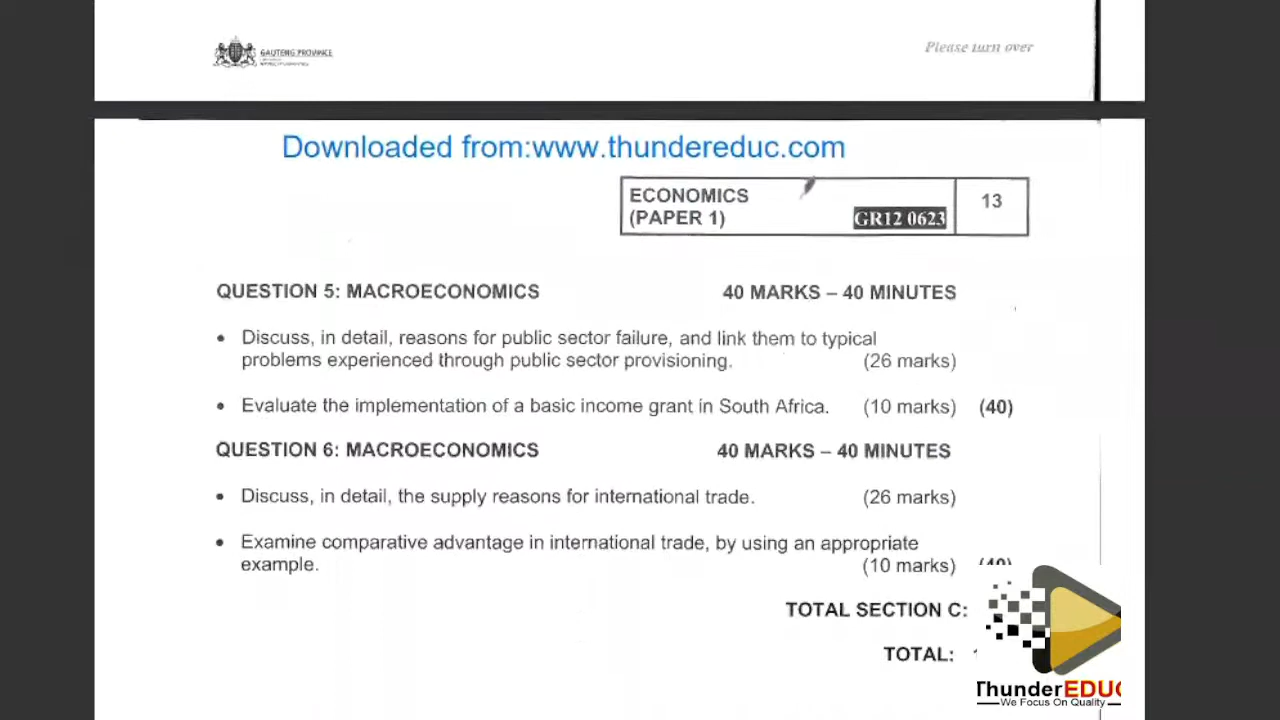 GAUTENG PROVINCE
Please turn over
Downloaded from:www.thundereduc.com
ECONOMICS
(PAPER 1)
GR12 0623
13
QUESTION 5: MACROECONOMICS 40 MARKS – 40 MINUTES
• Discuss, in detail, reasons for public sector failure, and link them to typical
problems experienced through public sector provisioning. (26 marks)
• Evaluate the implementation of a basic income grant in South Africa. (10 marks) (40)
QUESTION 6: MACROECONOMICS 40 MARKS – 40 MINUTES
• Discuss, in detail, the supply reasons for international trade. (26 marks)
• Examine comparative advantage in international trade, by using an appropriate
example. (10 marks) (40)
TOTAL SECTION C:
TOTAL:
ThunderEDUC
We Focus On Quality